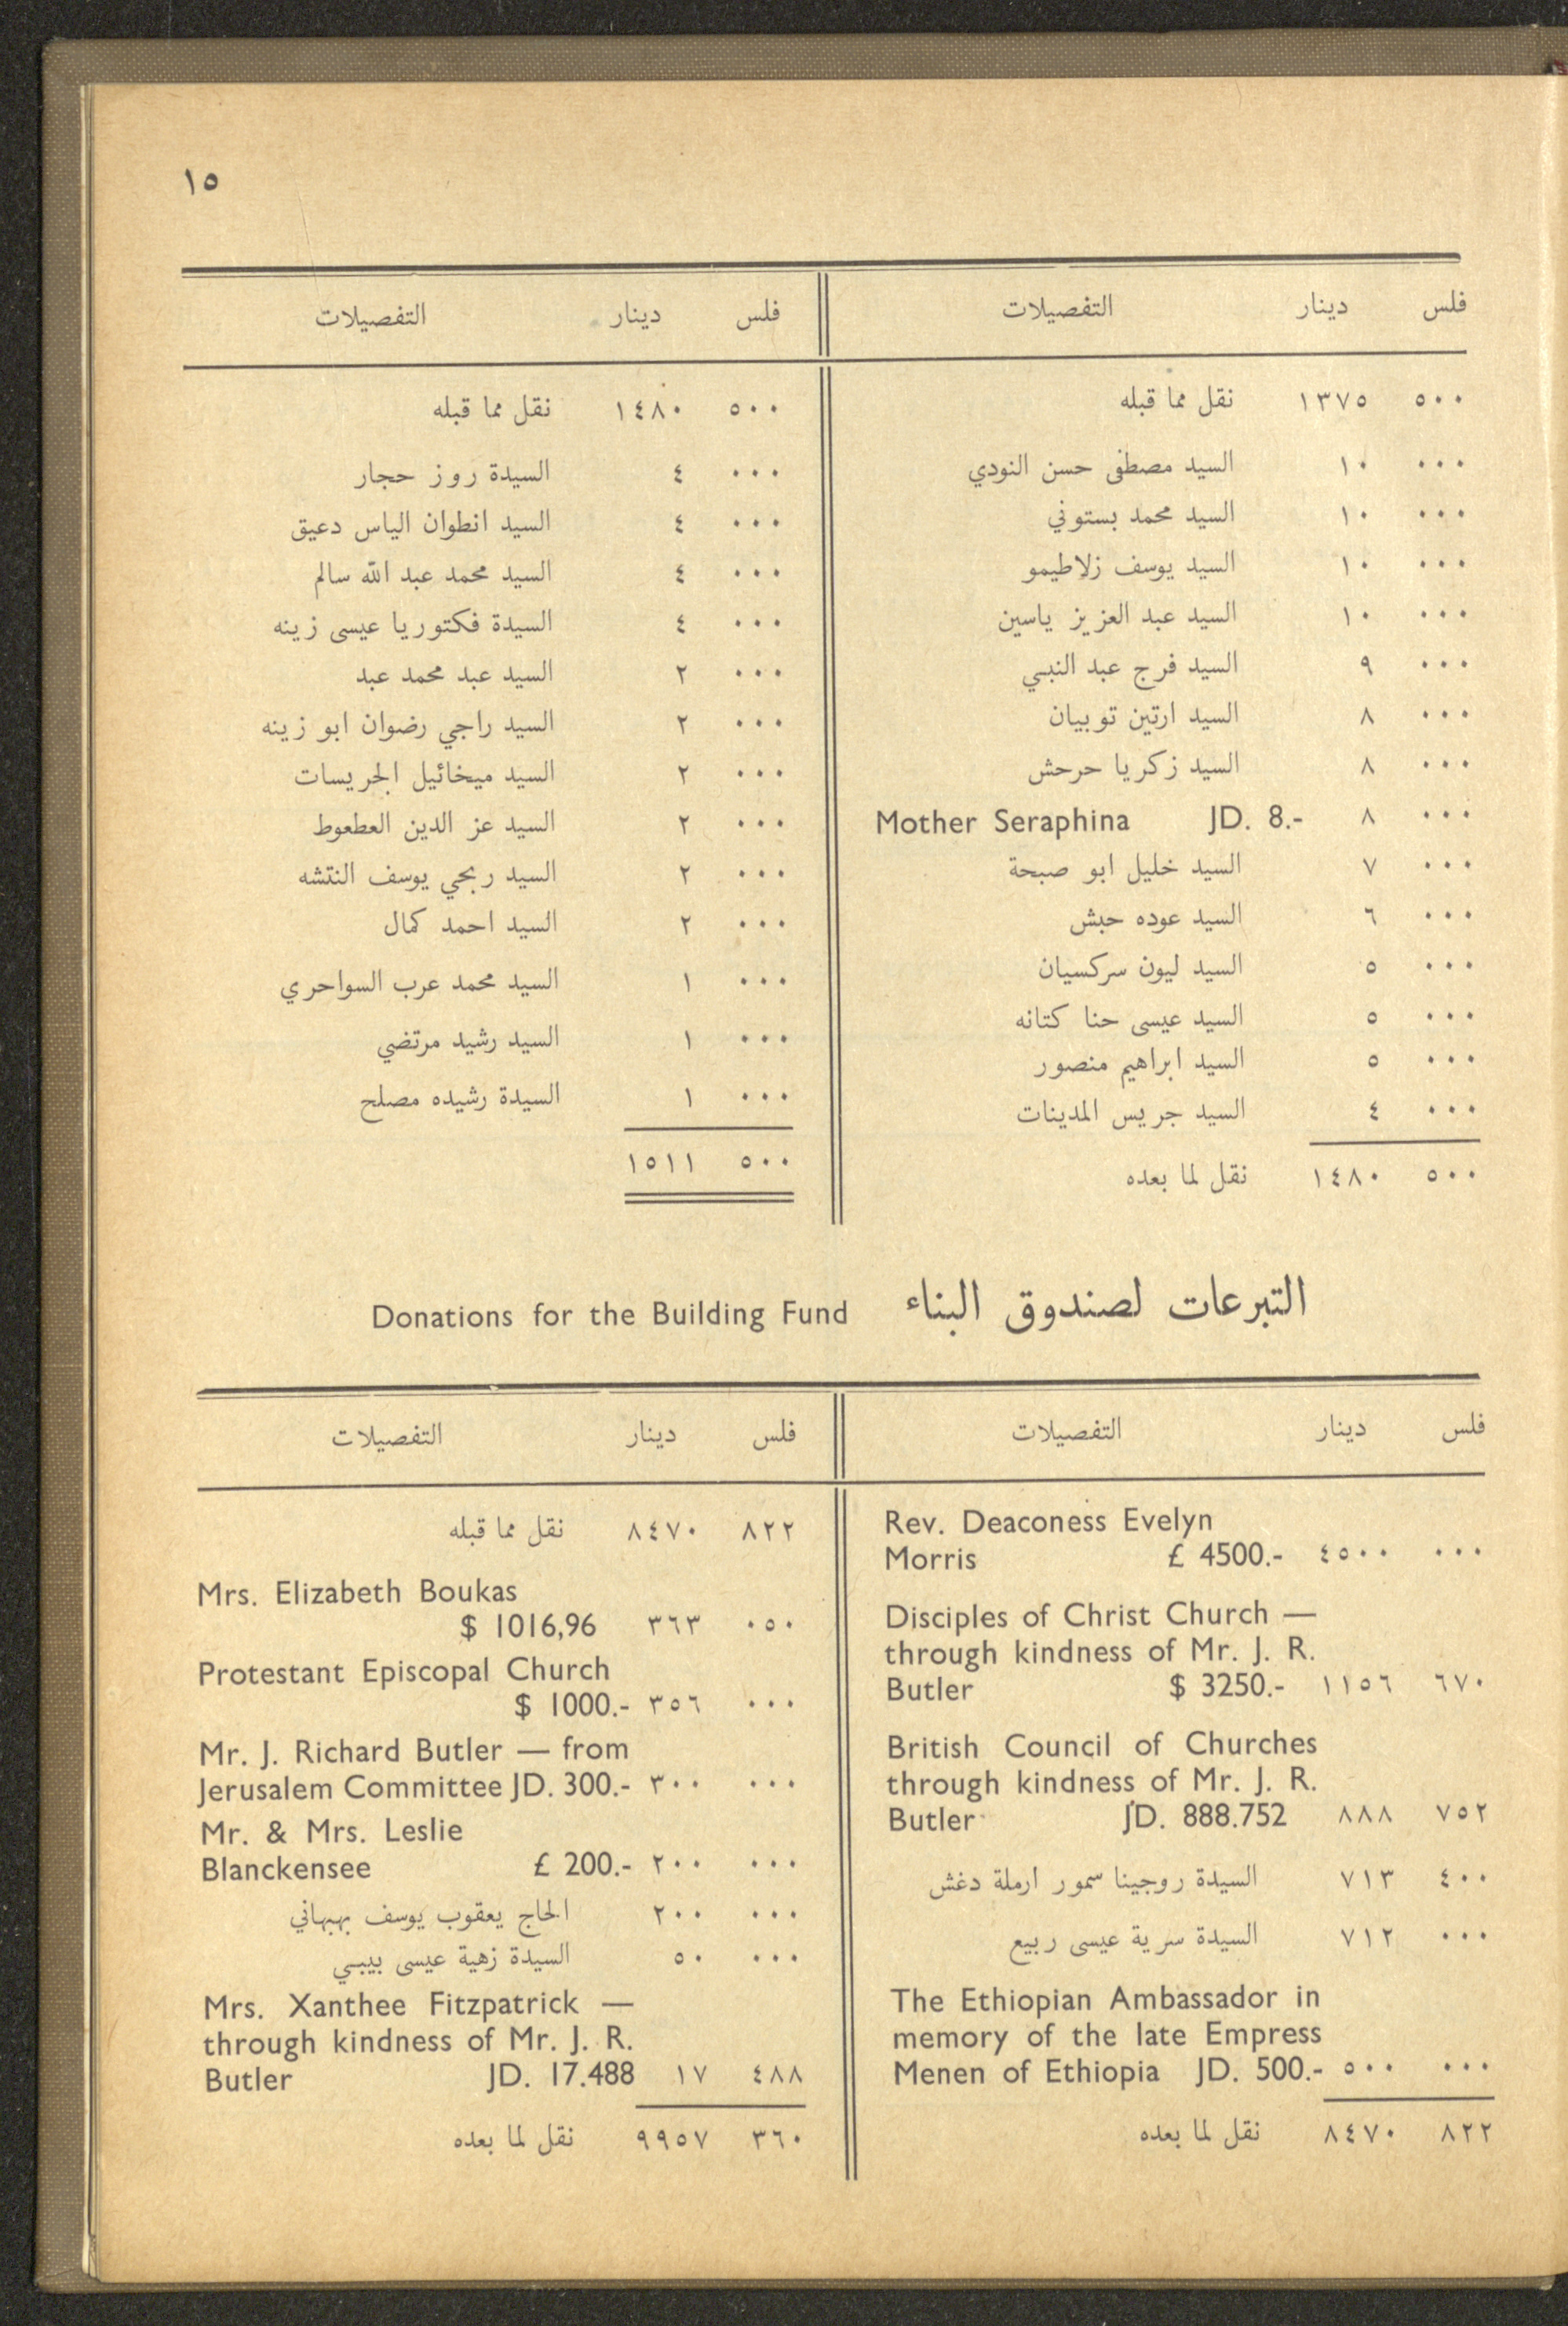 ١٥
فلس دينار التفصيلات
٥٠٠ ١٣٧٥ نقل مما قبله
٠٠٠ ١٠ السيد مصطفى حسن النودي
٠٠٠ ١٠ السيد محمد بستوني
٠٠٠ ١٠ السيد يوسف زلاطيمو
٠٠٠ ١٠ السيد عبد العزيز ياسين
٠٠٠ ٩ السيد فرج عبد النبي
٠٠٠ ٨ السيد ارتين توبيان
٠٠٠ ٨ السيد زكريا حرحش
٠٠٠ ٨ Mother Seraphina JD. 8.-
٠٠٠ ٧ السيد خليل ابو صبحة
٠٠٠ ٦ السيد عوده حبش
٠٠٠ ٥ السيد ليون سركسيان
٠٠٠ ٥ السيد عيسى حنا كتانه
٠٠٠ ٥ السيد ابراهيم منصور
٠٠٠ ٤ السيد جريس المدينات
٥٠٠ ١٤٨٠ نقل لما بعده
فلس دينار التفصيلات
٥٠٠ ١٤٨٠ نقل مما قبله
٠٠٠ ٤ السيدة روز حجار
٠٠٠ ٤ السيد انطوان الياس دعيق
٠٠٠ ٤ السيد محمد عبد الله سالم
٠٠٠ ٤ السيدة فكتوريا عيسى زينه
٠٠٠ ٢ السيد عبد محمد عبد
٠٠٠ ٢ السيد راجي رضوان ابو زينه
٠٠٠ ٢ السيد ميخائيل الجريسات
٠٠٠ ٢ السيد عز الدين العطعوط
٠٠٠ ٢ السيد ربحي يوسف النتشه
٠٠٠ ٢ السيد احمد كمال
٠٠٠ ١ السيد محمد عرب السواحري
٠٠٠ ١ السيد رشيد مرتضي
٠٠٠ ١ السيدة رشيده مصلح
٥٠٠ ١٥١١
التبرعات لصندوق البناء Donations for the Building Fund
فلس دينار التفصيلات
Rev. Deaconess Evelyn
Morris £ 4500.- ٤٥٠٠ ٠٠٠
Disciples of Christ Church —
through kindness of Mr. J. R.
Butler $ 3250.- ١١٥٦ ٦٧٠
British Council of Churches
through kindness of Mr. J. R.
Butler JD. 888.752 ٨٨٨ ٧٥٢
٤٠٠ ٧١٣ السيدة روجينا سمور ارملة دغش
٠٠٠ ٧١٢ السيدة سرية عيسى ربيع
The Ethiopian Ambassador in
memory of the late Empress
Menen of Ethiopia JD. 500.- ٥٠٠ ٠٠٠
٨٢٢ ٨٤٧٠ نقل لما بعده
فلس دينار التفصيلات
٨٢٢ ٨٤٧٠ نقل مما قبله
Mrs. Elizabeth Boukas
$ 1016,96 ٣٦٣ ٠٥٠
Protestant Episcopal Church
$ 1000.- ٣٥٦ ٠٠٠
Mr. J. Richard Butler — from
Jerusalem Committee JD. 300.- ٣٠٠ ٠٠٠
Mr. & Mrs. Leslie
Blanckensee £ 200.- ٢٠٠ ٠٠٠
٠٠٠ ٢٠٠ الحاج يعقوب يوسف بهبهاني
٠٠٠ ٥٠ السيدة زهية عيسى بيبي
Mrs. Xanthee Fitzpatrick —
through kindness of Mr. J. R.
Butler JD. 17.488 ١٧ ٤٨٨
٣٦٠ ٩٩٥٧ نقل لما بعده